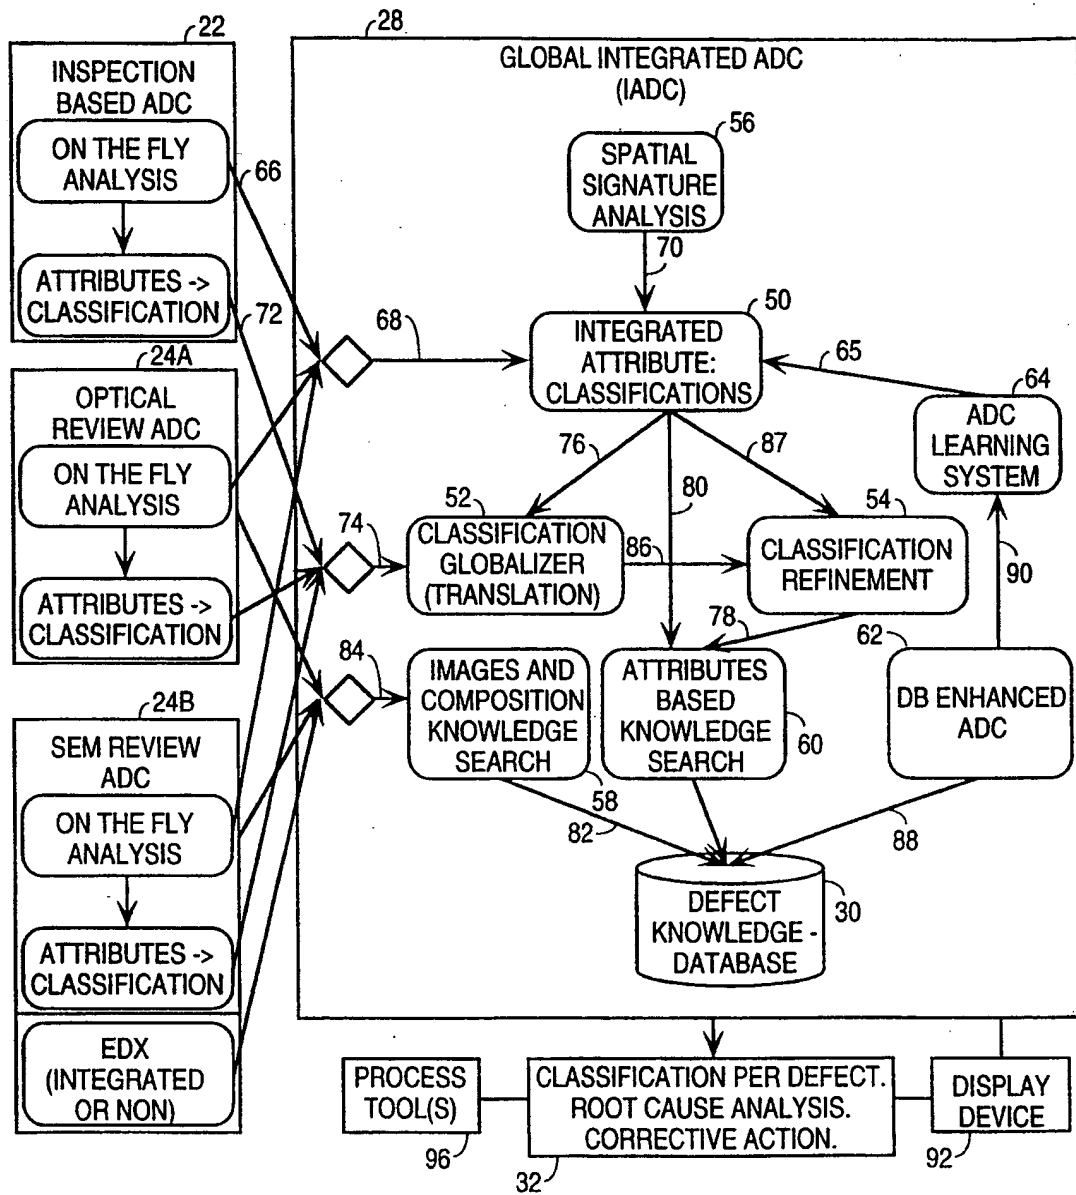 22
INSPECTION
BASED ADC
ON THE FLY
ANALYSIS
ATTRIBUTES ->
CLASSIFICATION
66
72
24A
OPTICAL
REVIEW ADC
ON THE FLY
ANALYSIS
ATTRIBUTES ->
CLASSIFICATION
24B
SEM REVIEW
ADC
ON THE FLY
ANALYSIS
ATTRIBUTES ->
CLASSIFICATION
EDX
(INTEGRATED
OR NON)
28
GLOBAL INTEGRATED ADC
(IADC)
56
SPATIAL
SIGNATURE
ANALYSIS
70
50
68
INTEGRATED
ATTRIBUTE:
CLASSIFICATIONS
65
64
ADC
LEARNING
SYSTEM
76
80
87
52
74
CLASSIFICATION
GLOBALIZER
(TRANSLATION)
86
54
CLASSIFICATION
REFINEMENT
90
78
62
84
IMAGES AND
COMPOSITION
KNOWLEDGE
SEARCH
58
ATTRIBUTES
BASED
KNOWLEDGE
SEARCH
60
DB ENHANCED
ADC
82
88
DEFECT
KNOWLEDGE -
DATABASE
30
PROCESS
TOOL(S)
96
CLASSIFICATION PER DEFECT.
ROOT CAUSE ANALYSIS.
CORRECTIVE ACTION.
32
DISPLAY
DEVICE
92